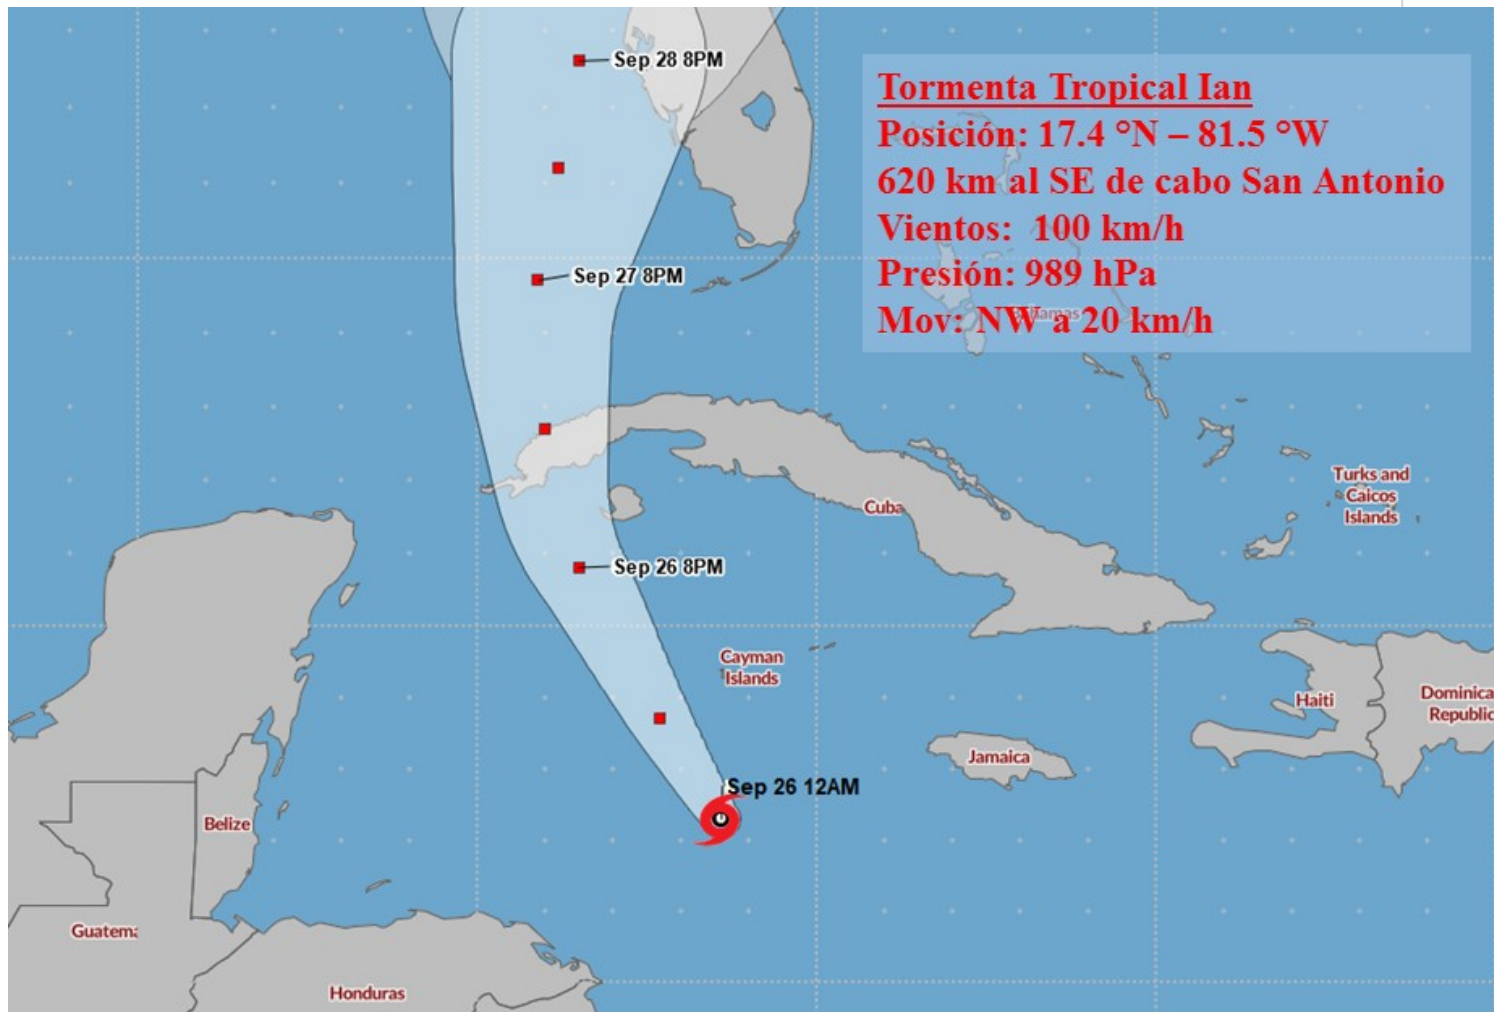 Sep 28 8PM
Tormenta Tropical Ian
Posición: 17.4 °N – 81.5 °W
620 km al SE de cabo San Antonio
Vientos: 100 km/h
Presión: 989 hPa
Mov: NW a 20 km/h
Bahamas
Sep 27 8PM
Turks and
Caicos
Islands
Cuba
Sep 26 8PM
Cayman
Islands
Haiti
Dominica
Republic
Jamaica
Sep 26 12AM
Belize
Guatema
Honduras